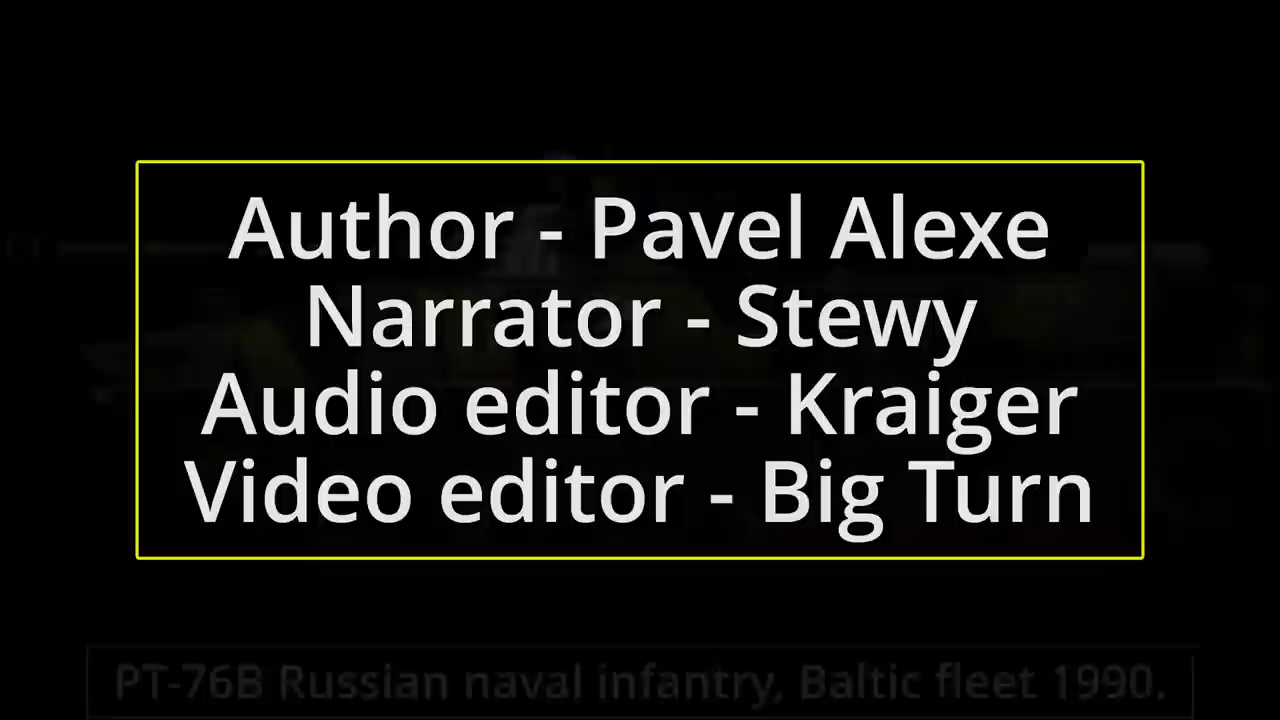 Author - Pavel Alexe
Narrator - Stewy
Audio editor - Kraiger
Video editor - Big Turn
PT-76B Russian naval infantry, Baltic fleet 1990.